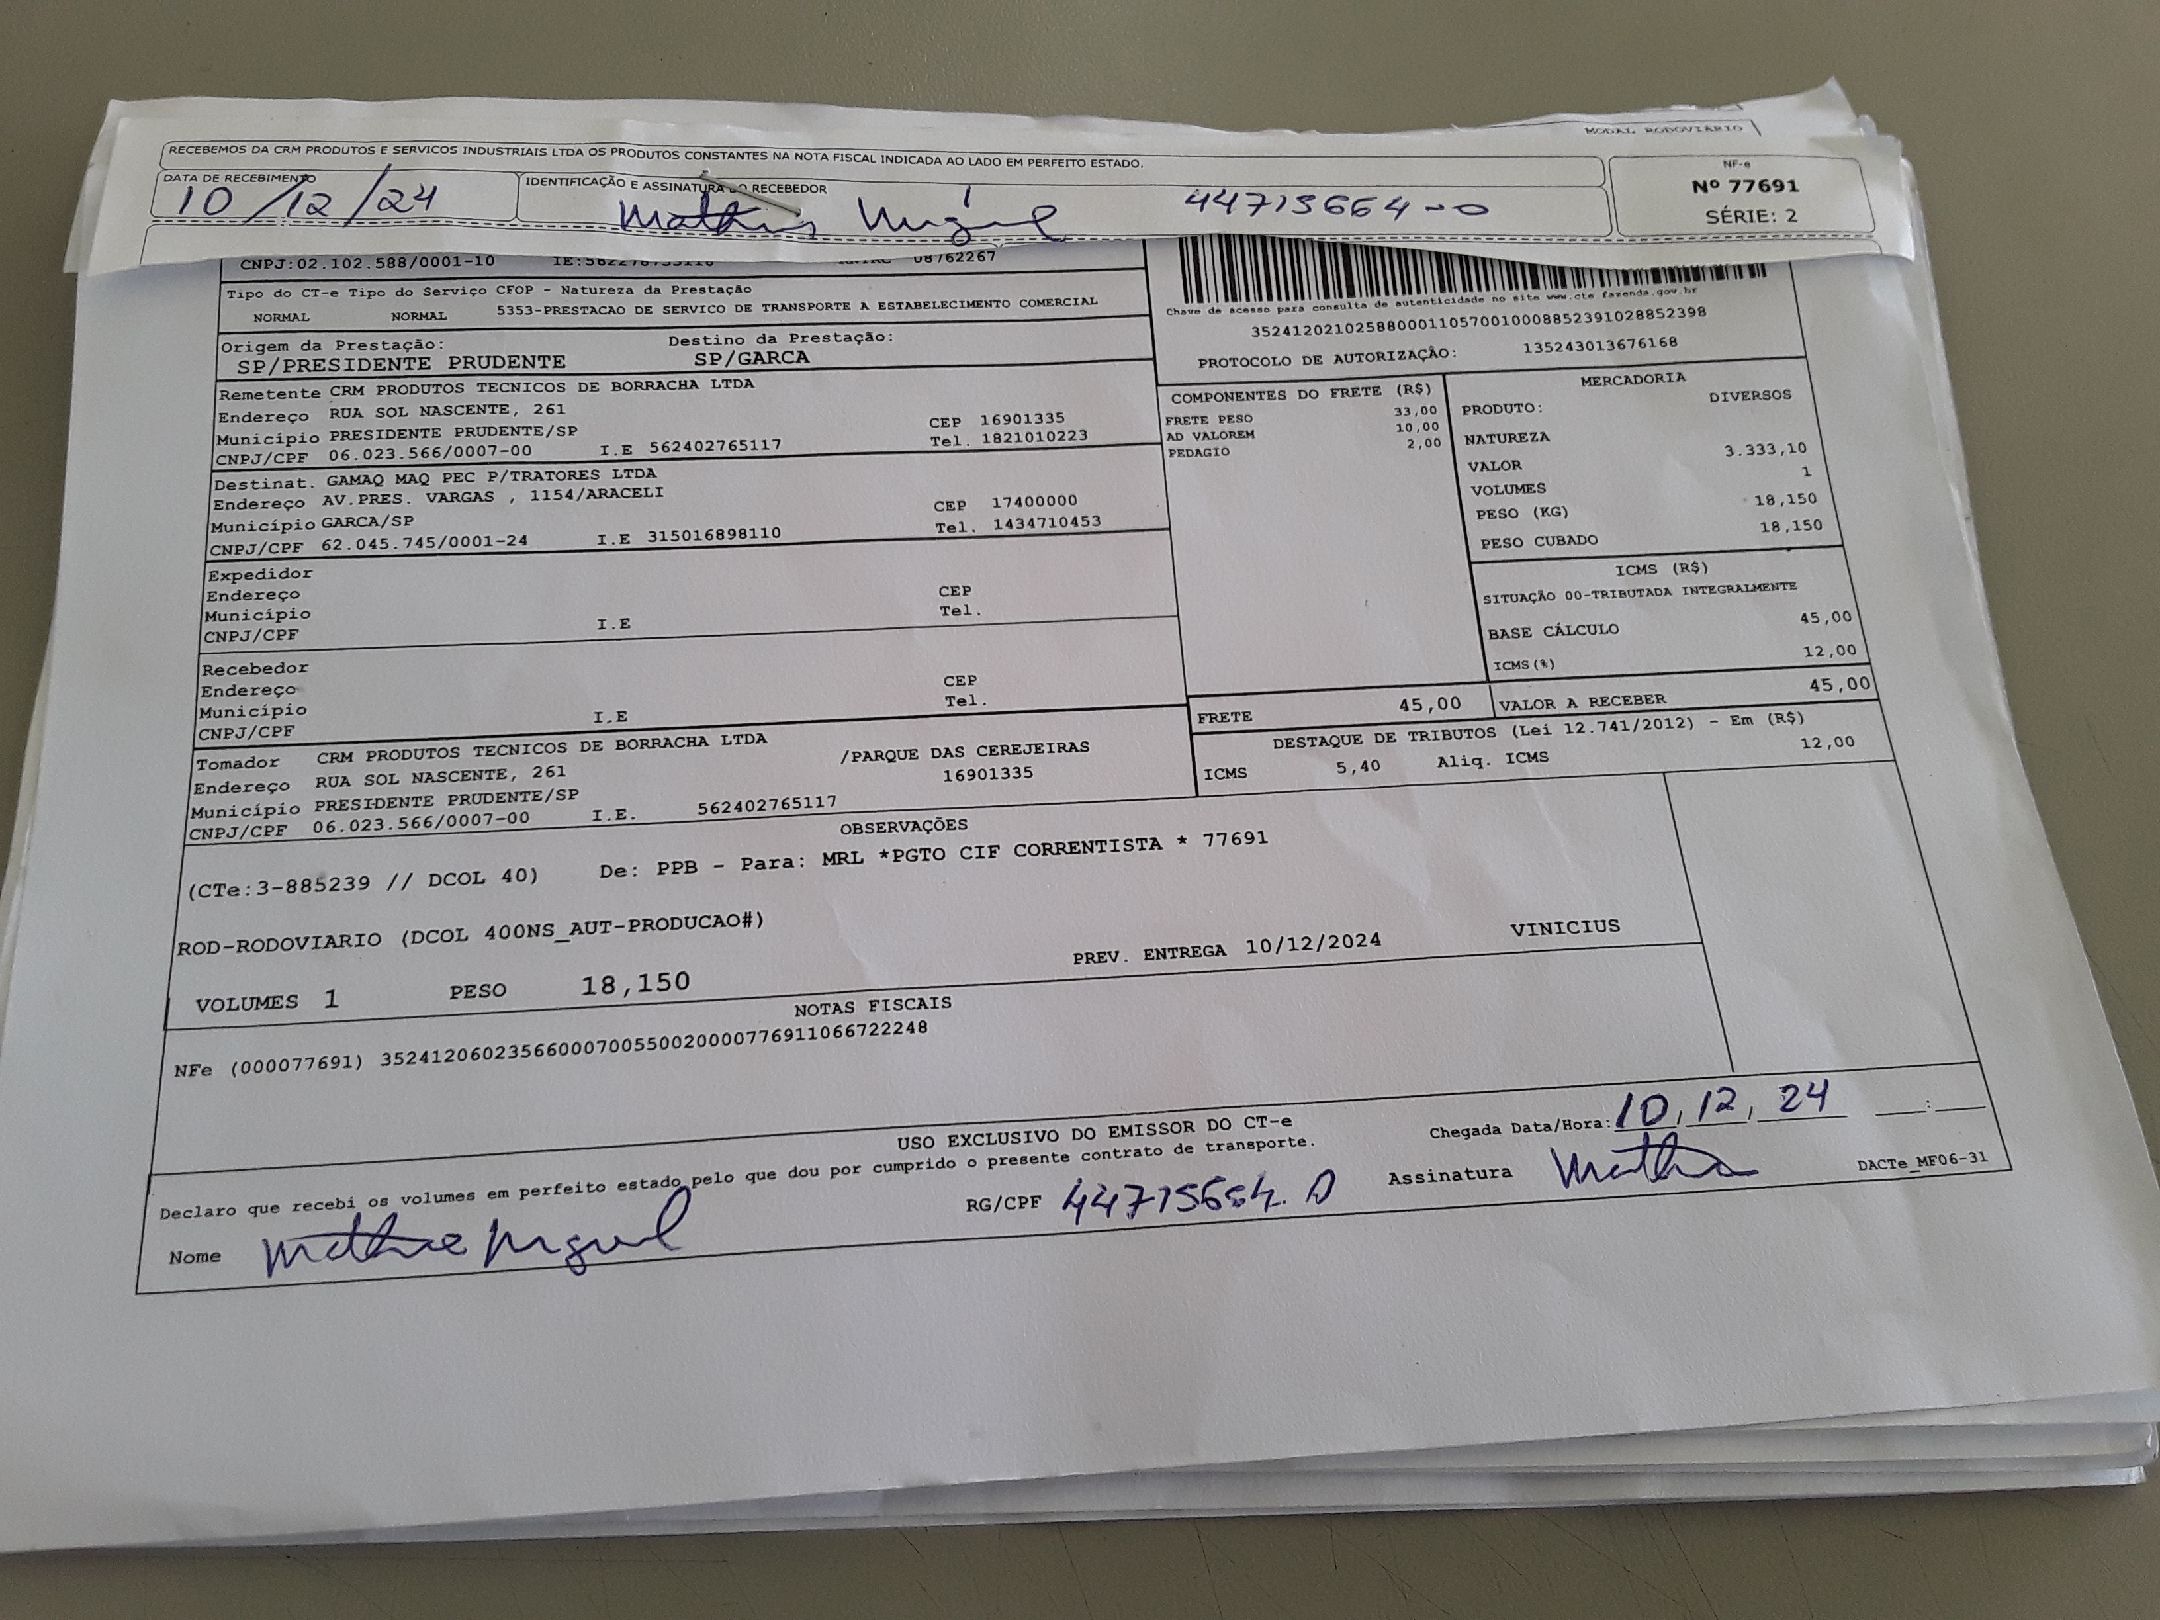 MODAL RODOVIÁRIO
RECEBEMOS DA CRM PRODUTOS E SERVICOS INDUSTRIAIS LTDA OS PRODUTOS CONSTANTES NA NOTA FISCAL INDICADA AO LADO EM PERFEITO ESTADO.
NF-e
Nº 77691
SÉRIE: 2
DATA DE RECEBIMENTO
IDENTIFICAÇÃO E ASSINATURA DO RECEBEDOR
10/12/24
44715664-0
CNPJ:02.102.588/0001-10
08762267
Tipo do CT-e Tipo do Serviço CFOP - Natureza da Prestação
NORMAL NORMAL 5353-PRESTACAO DE SERVICO DE TRANSPORTE A ESTABELECIMENTO COMERCIAL
Chave de acesso para consulta de autenticidade no site www.cte fazenda.gov.br
35241202102588000110570010008852391028852398
PROTOCOLO DE AUTORIZAÇÃO: 135243013676168
Origem da Prestação: Destino da Prestação:
SP/PRESIDENTE PRUDENTE SP/GARCA
Remetente CRM PRODUTOS TECNICOS DE BORRACHA LTDA
Endereço RUA SOL NASCENTE, 261 CEP 16901335
Município PRESIDENTE PRUDENTE/SP Tel. 1821010223
CNPJ/CPF 06.023.566/0007-00 I.E 562402765117
Destinat. GAMAQ MAQ PEC P/TRATORES LTDA
Endereço AV.PRES. VARGAS , 1154/ARACELI CEP 17400000
Município GARCA/SP Tel. 1434710453
CNPJ/CPF 62.045.745/0001-24 I.E 315016898110
Expedidor
Endereço CEP
Município Tel.
CNPJ/CPF I.E
Recebedor
Endereço CEP
Município Tel.
CNPJ/CPF I.E
Tomador CRM PRODUTOS TECNICOS DE BORRACHA LTDA /PARQUE DAS CEREJEIRAS
Endereço RUA SOL NASCENTE, 261 16901335
Município PRESIDENTE PRUDENTE/SP
CNPJ/CPF 06.023.566/0007-00 I.E. 562402765117
COMPONENTES DO FRETE (R$)
FRETE PESO 33,00
AD VALOREM 10,00
PEDAGIO 2,00
MERCADORIA
PRODUTO: DIVERSOS
NATUREZA
VALOR 3.333,10
VOLUMES 1
PESO (KG) 18,150
PESO CUBADO 18,150
ICMS (R$)
SITUAÇÃO 00-TRIBUTADA INTEGRALMENTE
BASE CÁLCULO 45,00
ICMS(%) 12,00
FRETE 45,00 VALOR A RECEBER 45,00
DESTAQUE DE TRIBUTOS (Lei 12.741/2012) - Em (R$)
ICMS 5,40 Aliq. ICMS 12,00
OBSERVAÇÕES
(CTe:3-885239 // DCOL 40) De: PPB - Para: MRL *PGTO CIF CORRENTISTA * 77691
ROD-RODOVIARIO (DCOL 400NS_AUT-PRODUCAO#)
PREV. ENTREGA 10/12/2024 VINICIUS
VOLUMES 1 PESO 18,150
NOTAS FISCAIS
NFe (000077691) 35241206023566000700550020000776911066722248
USO EXCLUSIVO DO EMISSOR DO CT-e
Declaro que recebi os volumes em perfeito estado pelo que dou por cumprido o presente contrato de transporte.
Chegada Data/Hora: 10, 12, 24
Nome
RG/CPF
Assinatura
DACTe_MF06-31